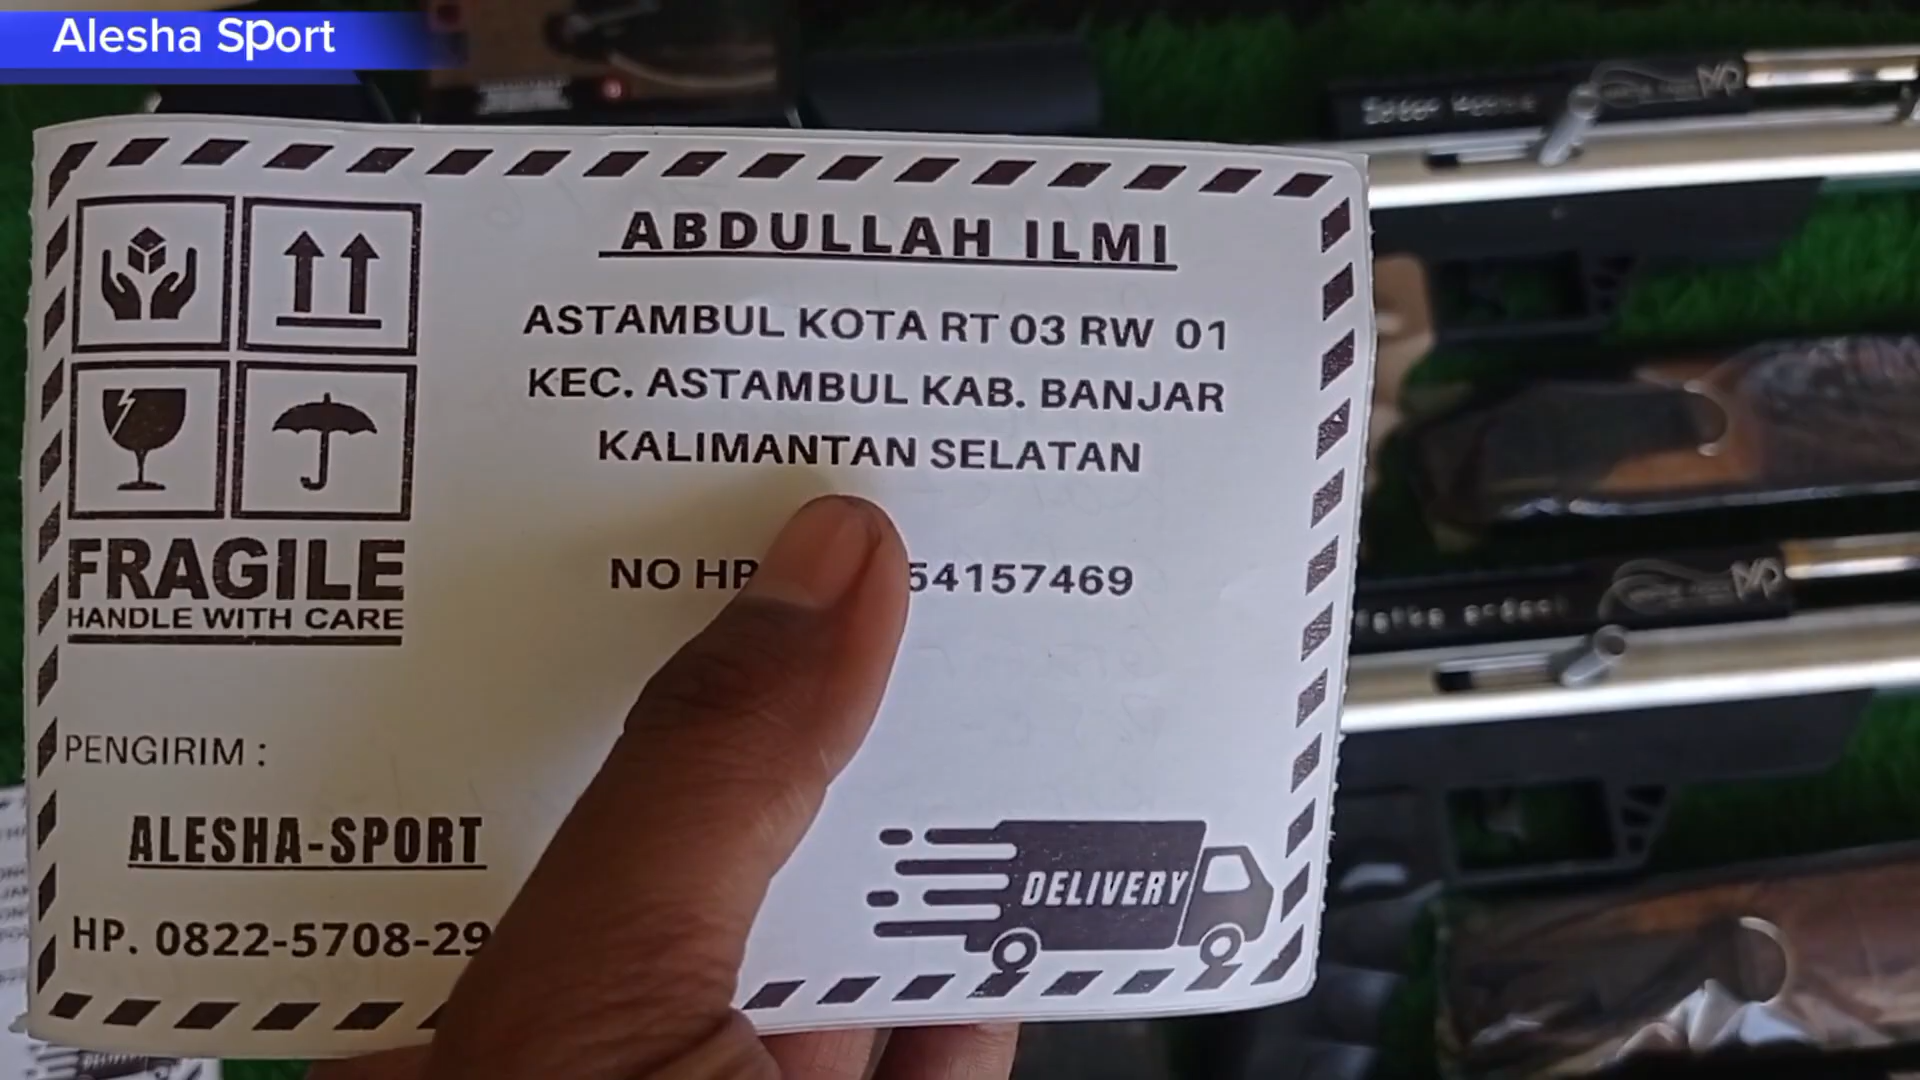 Alesha Sport
ABDULLAH ILMI
ASTAMBUL KOTA RT 03 RW 01
KEC. ASTAMBUL KAB. BANJAR
KALIMANTAN SELATAN
NO HP 54157469
FRAGILE
HANDLE WITH CARE
PENGIRIM :
ALESHA-SPORT
HP. 0822-5708-29
DELIVERY